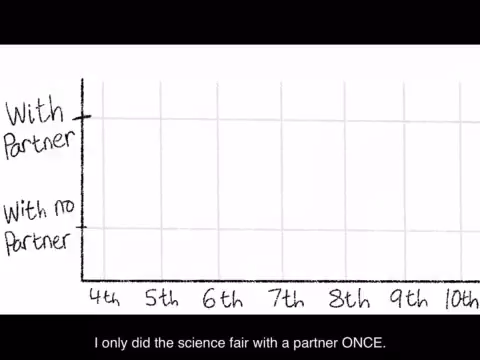 With
Partner
With no
Partner
4th 5th 6th 7th 8th 9th 10th
I only did the science fair with a partner ONCE.